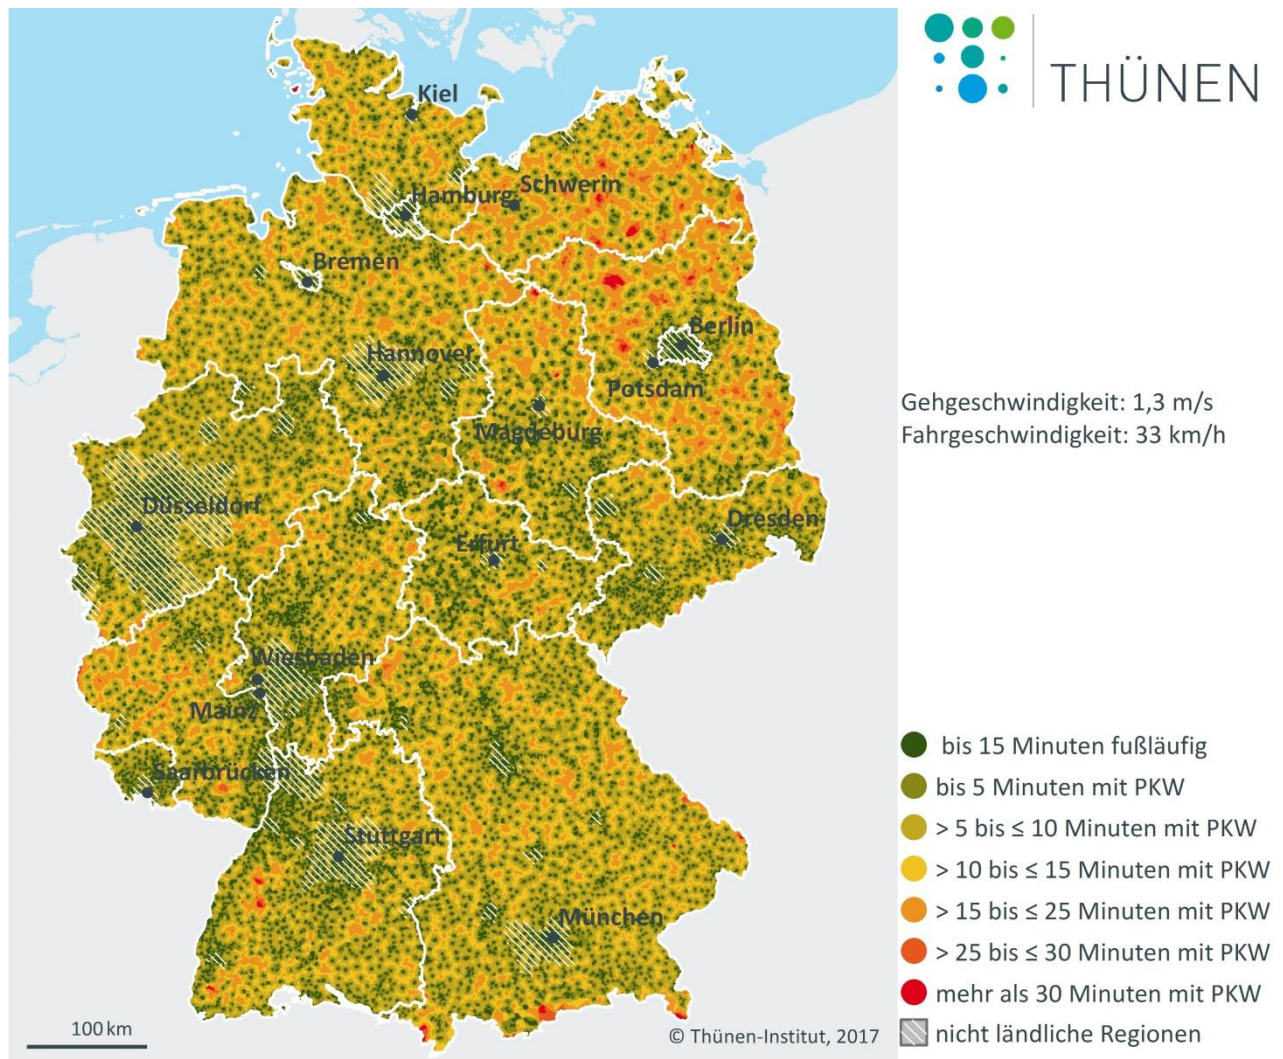 THÜNEN
Kiel
Hamburg
Schwerin
Bremen
Berlin
Hannover
Potsdam
Magdeburg
Gehgeschwindigkeit: 1,3 m/s
Fahrgeschwindigkeit: 33 km/h
Düsseldorf
Dresden
Erfurt
Wiesbaden
Mainz
Saarbrücken
Stuttgart
München
bis 15 Minuten fußläufig
bis 5 Minuten mit PKW
> 5 bis ≤ 10 Minuten mit PKW
> 10 bis ≤ 15 Minuten mit PKW
> 15 bis ≤ 25 Minuten mit PKW
> 25 bis ≤ 30 Minuten mit PKW
mehr als 30 Minuten mit PKW
nicht ländliche Regionen
100 km
© Thünen-Institut, 2017